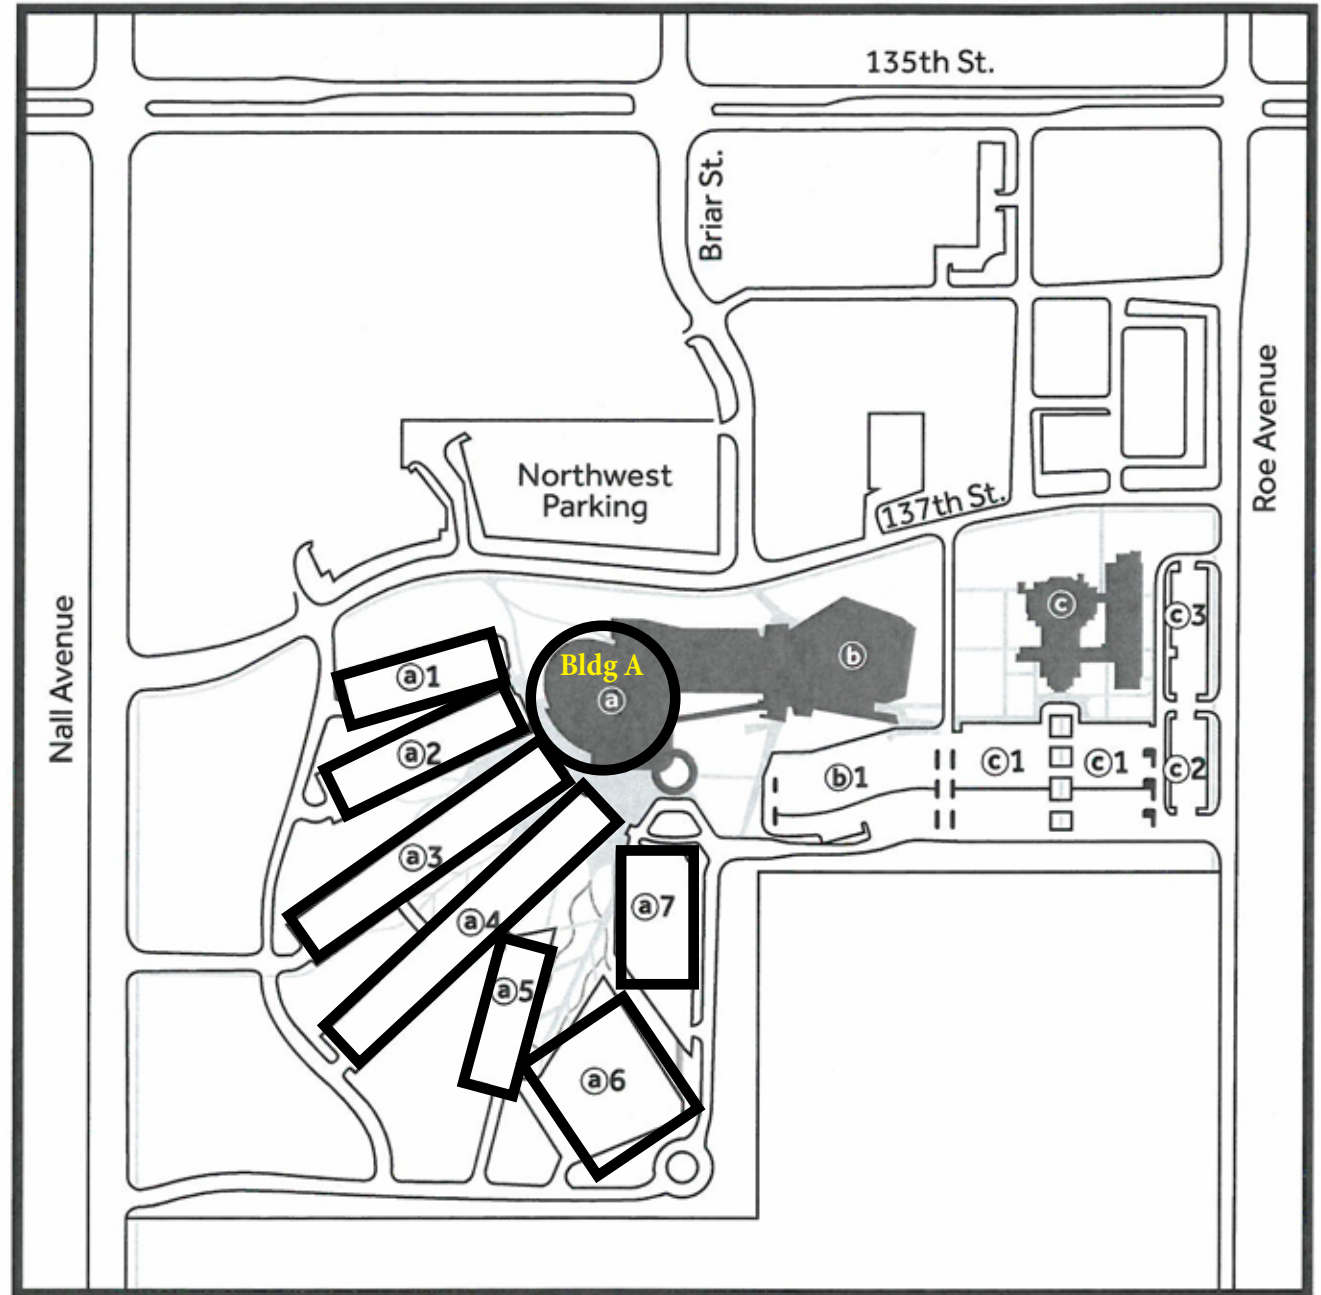 135th St.
Briar St.
Roe Avenue
Northwest
Parking
137th St.
Nall Avenue
ⓒ
ⓒ3
Bldg A
ⓑ
ⓐ1
ⓐ
ⓐ2
ⓑ1
ⓒ1
ⓒ1
ⓒ2
ⓐ3
ⓐ7
ⓐ4
ⓐ5
ⓐ6